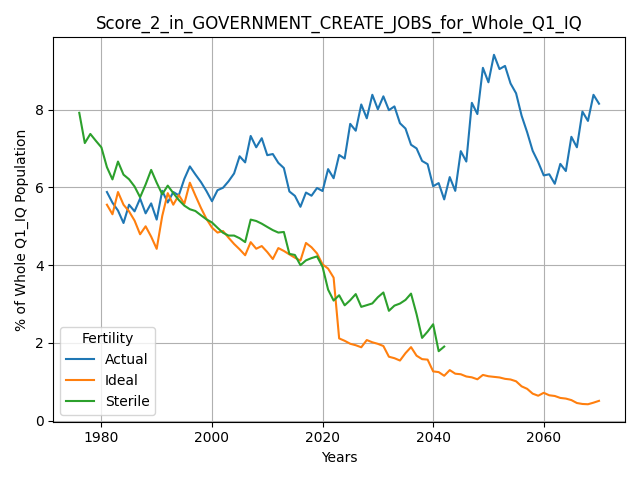 Score_2_in_GOVERNMENT_CREATE_JOBS_for_Whole_Q1_IQ
% of Whole Q1_IQ Population
8
6
4
2
0
Fertility
Actual
Ideal
Sterile
1980 2000 2020 2040 2060
Years